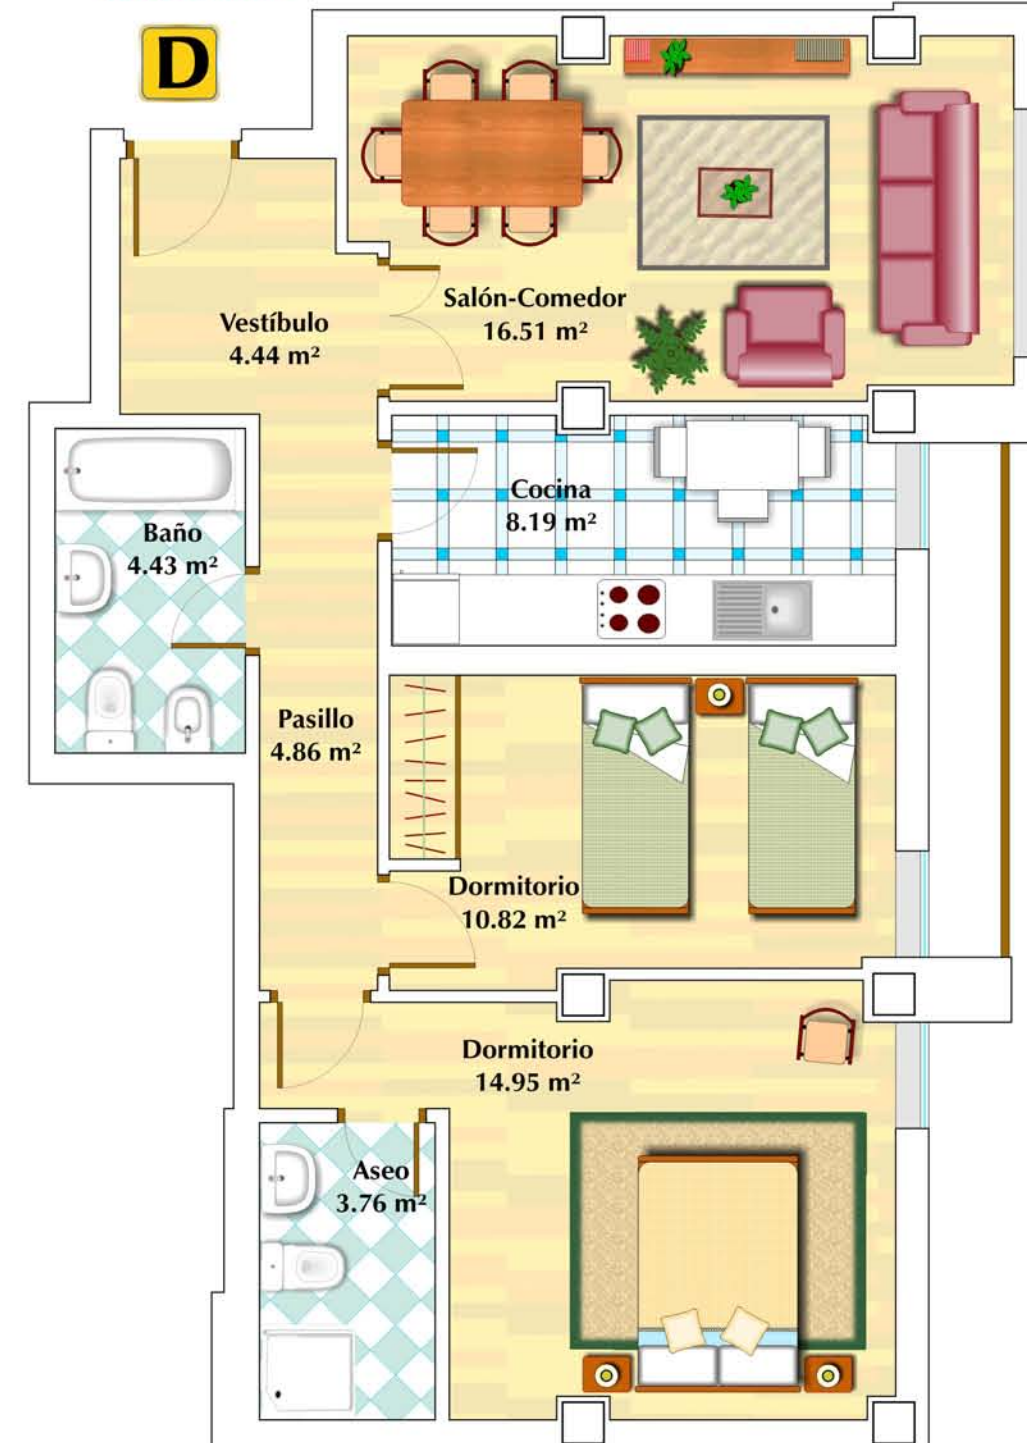 D
Salón-Comedor
16.51 m²
Vestíbulo
4.44 m²
Cocina
8.19 m²
Baño
4.43 m²
Pasillo
4.86 m²
Dormitorio
10.82 m²
Dormitorio
14.95 m²
Aseo
3.76 m²